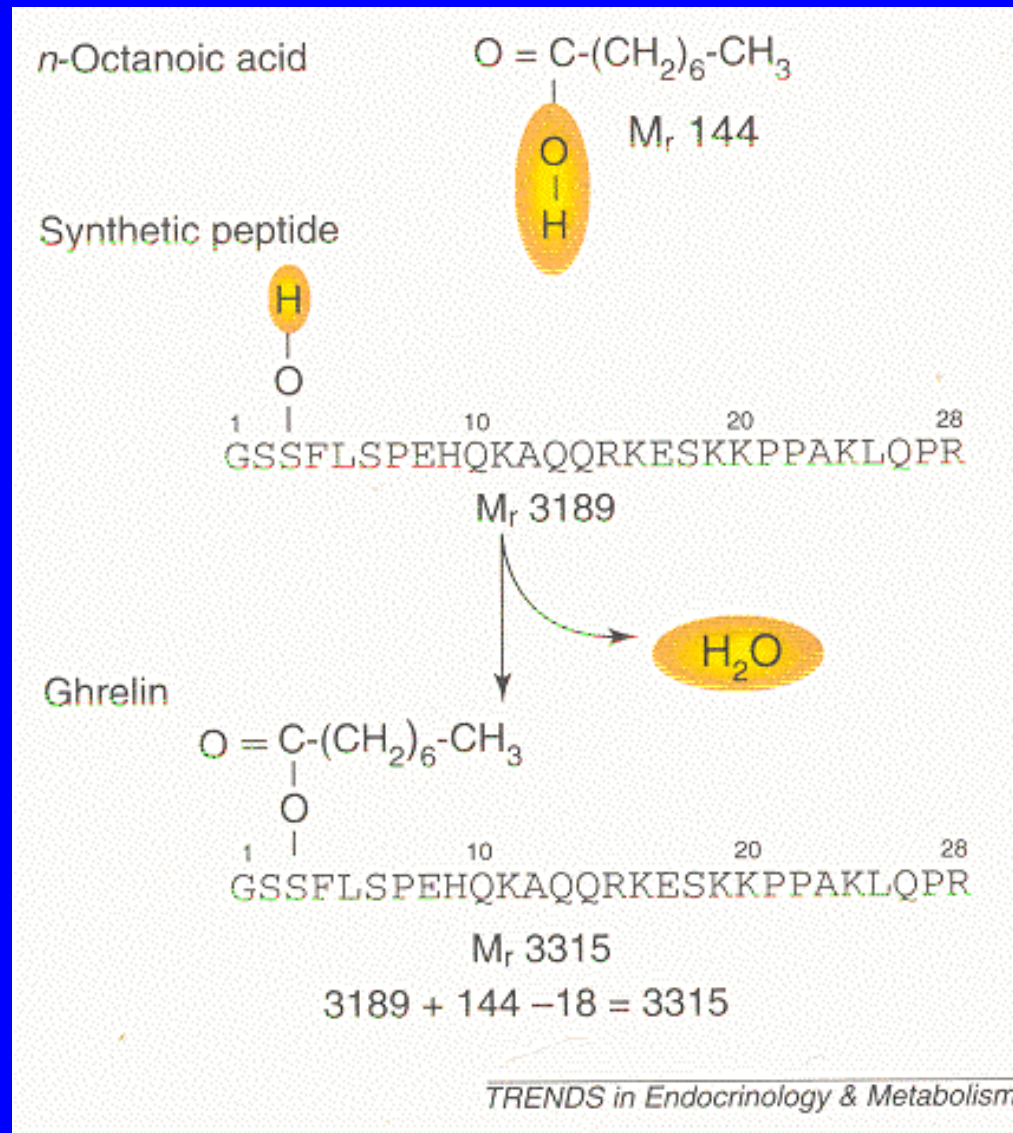 n-Octanoic acid
O = C-(CH₂)₆-CH₃
O
H
Mᵣ 144
Synthetic peptide
H
O
1 10 20 28
GSSFLSPEHQKAQQRKESKKPPAKLQPR
Mᵣ 3189
H₂O
Ghrelin
O = C-(CH₂)₆-CH₃
O
1 10 20 28
GSSFLSPEHQKAQQRKESKKPPAKLQPR
Mᵣ 3315
3189 + 144 –18 = 3315
TRENDS in Endocrinology & Metabolism